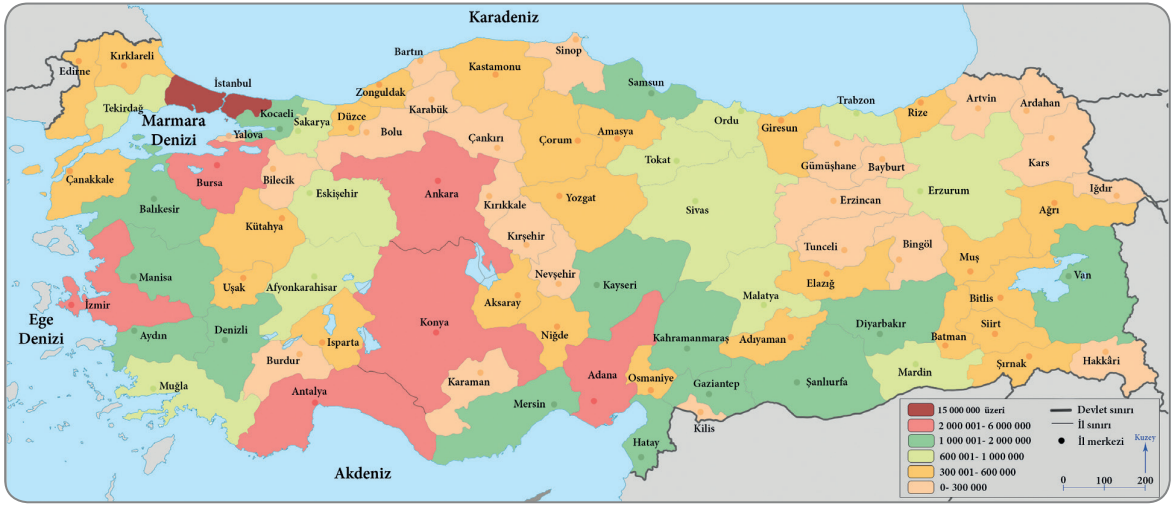 Karadeniz
Sinop
Bartın
Kırklareli
Kastamonu
Edirne
İstanbul
Samsun
Zonguldak
Trabzon
Artvin
Ardahan
Tekirdağ
Karabük
Kocaeli
Sakarya
Düzce
Ordu
Giresun
Rize
Marmara
Denizi
Yalova
Bolu
Çankırı
Çorum
Amasya
Tokat
Gümüşhane
Bayburt
Kars
Çanakkale
Bursa
Bilecik
Eskişehir
Ankara
Kırıkkale
Yozgat
Sivas
Erzincan
Erzurum
Iğdır
Ağrı
Balıkesir
Kütahya
Kırşehir
Tunceli
Bingöl
Muş
Manisa
Uşak
Afyonkarahisar
Nevşehir
Kayseri
Elazığ
Van
Ege
Denizi
İzmir
Aksaray
Malatya
Bitlis
Aydın
Denizli
Isparta
Konya
Niğde
Kahramanmaraş
Adıyaman
Diyarbakır
Batman
Siirt
Muğla
Burdur
Antalya
Karaman
Adana
Osmaniye
Gaziantep
Şanlıurfa
Mardin
Şırnak
Hakkâri
Mersin
Kilis
Hatay
Akdeniz
15 000 000 üzeri
2 000 001- 6 000 000
1 000 001- 2 000 000
600 001- 1 000 000
300 001- 600 000
0- 300 000
Devlet sınırı
İl sınırı
İl merkezi
Kuzey
0 100 200